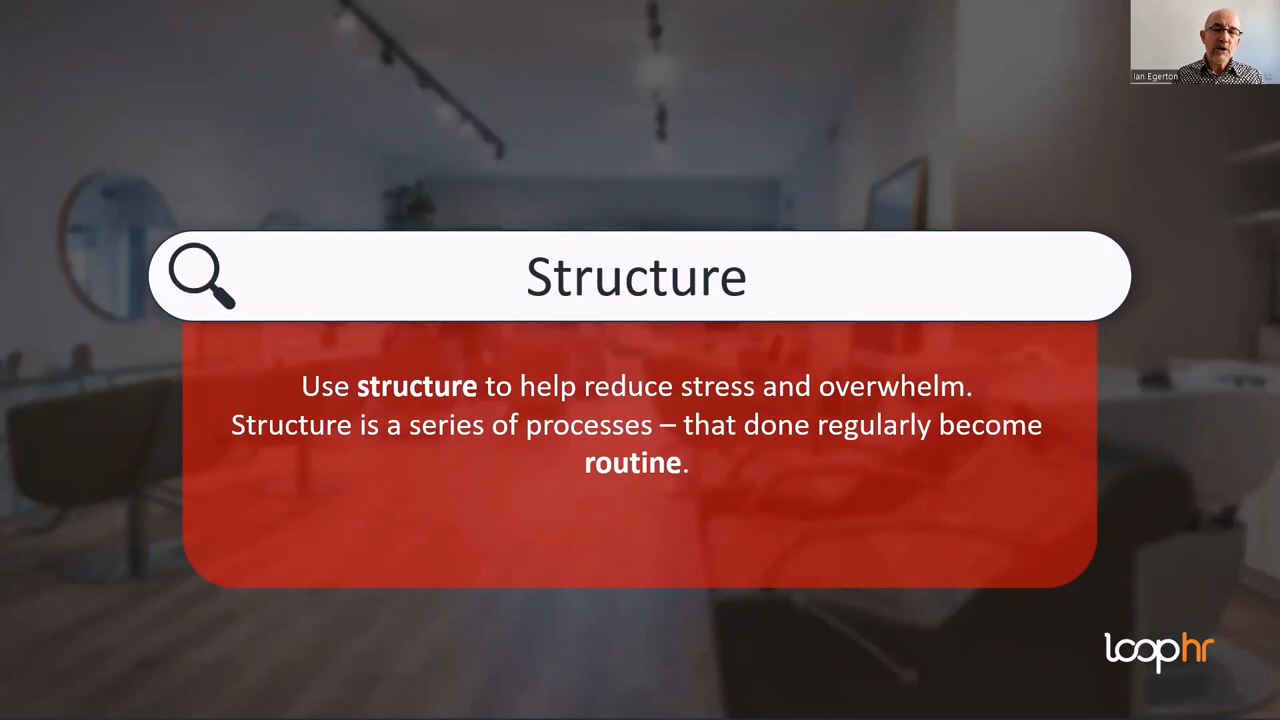 Ian Egerton
Structure
Use structure to help reduce stress and overwhelm.
Structure is a series of processes – that done regularly become
routine.
loophr